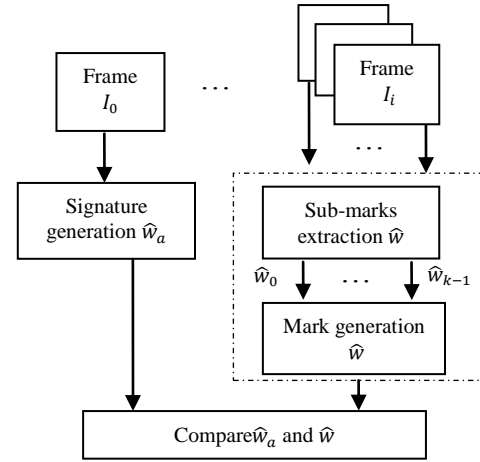 Frame
I₀
...
Frame
Iᵢ
...
Signature
generation ŵₐ
Sub-marks
extraction ŵ
ŵ₀
...
ŵₖ₋₁
Mark generation
ŵ
Compareŵₐ and ŵ